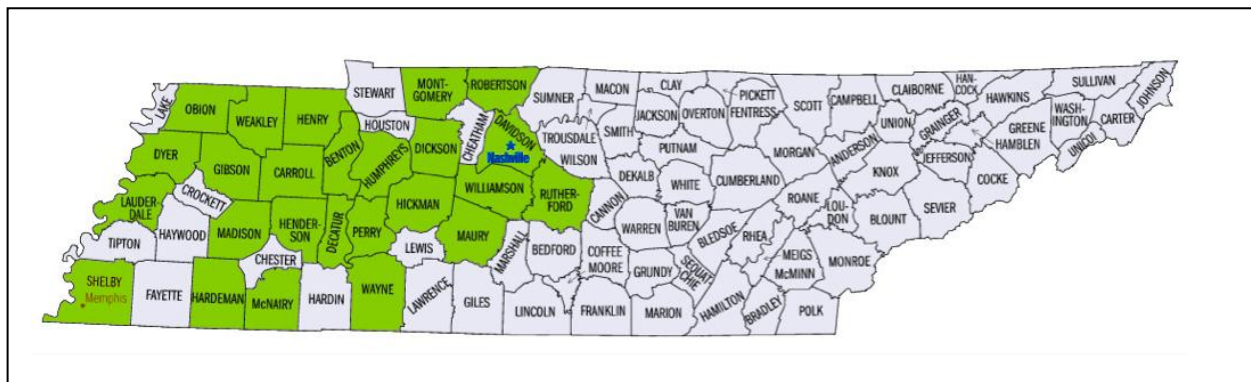 LAKE
OBION
WEAKLEY
HENRY
STEWART
MONT-
GOMERY
ROBERTSON
SUMNER
MACON
CLAY
PICKETT
FENTRESS
SCOTT
CAMPBELL
CLAIBORNE
HAN-
COCK
HAWKINS
SULLIVAN
JOHNSON
HOUSTON
CHEATHAM
DAVIDSON
Nashville
TROUSDALE
WILSON
SMITH
JACKSON
OVERTON
PUTNAM
MORGAN
ANDERSON
UNION
GRAINGER
GREENE
HAMBLEN
WASH-
INGTON
CARTER
UNICOI
DYER
GIBSON
CARROLL
BENTON
HUMPHREYS
DICKSON
WILLIAMSON
RUTHER-
FORD
CANNON
DEKALB
WHITE
CUMBERLAND
ROANE
LOU-
DON
KNOX
JEFFERSON
COCKE
SEVIER
BLOUNT
LAUDER-
DALE
CROCKETT
HAYWOOD
TIPTON
MADISON
HENDER-
SON
DECATUR
PERRY
HICKMAN
LEWIS
MAURY
MARSHALL
BEDFORD
COFFEE
MOORE
WARREN
VAN
BUREN
BLEDSOE
RHEA
MEIGS
McMINN
MONROE
SHELBY
Memphis
FAYETTE
HARDEMAN
CHESTER
McNAIRY
HARDIN
WAYNE
LAWRENCE
GILES
LINCOLN
FRANKLIN
GRUNDY
MARION
SEQUAT-
CHIE
HAMILTON
BRADLEY
POLK